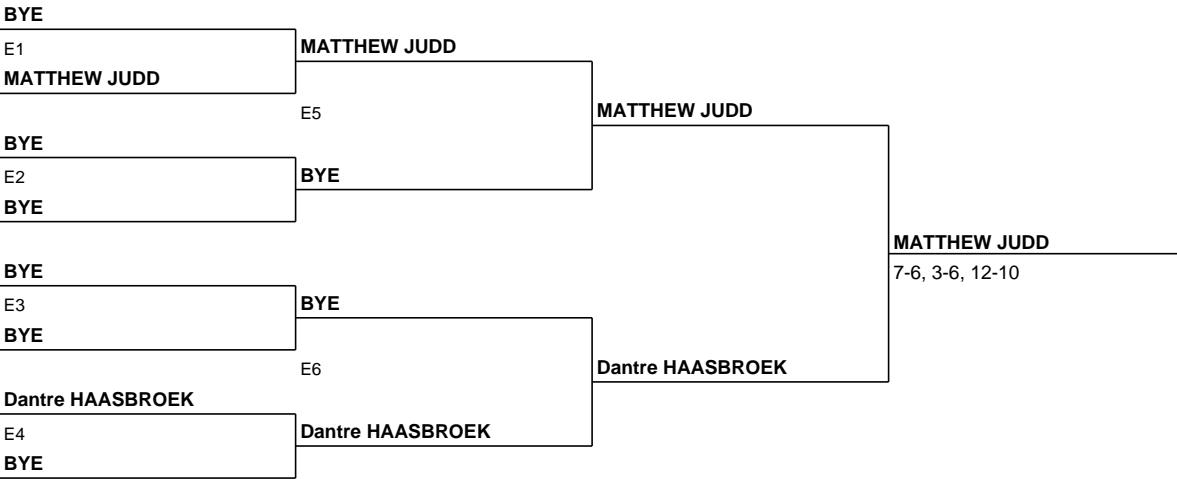 BYE
E1
MATTHEW JUDD
MATTHEW JUDD
E5
MATTHEW JUDD
BYE
E2
BYE
BYE
MATTHEW JUDD
7-6, 3-6, 12-10
BYE
E3
BYE
BYE
E6
Dantre HAASBROEK
Dantre HAASBROEK
E4
Dantre HAASBROEK
BYE